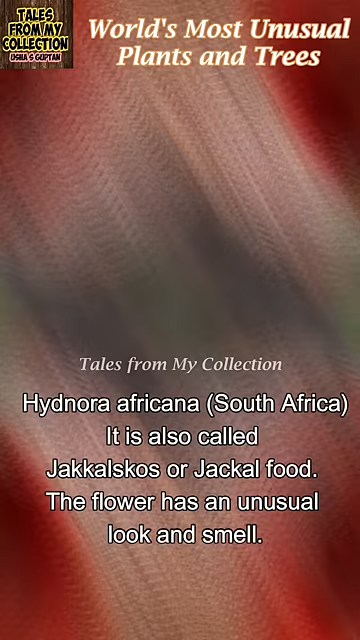 TALES
FROM MY
COLLECTION
USHA S GUPTAN
World's Most Unusual
Plants and Trees
Tales from My Collection
Hydnora africana (South Africa)
It is also called
Jakkalskos or Jackal food.
The flower has an unusual
look and smell.